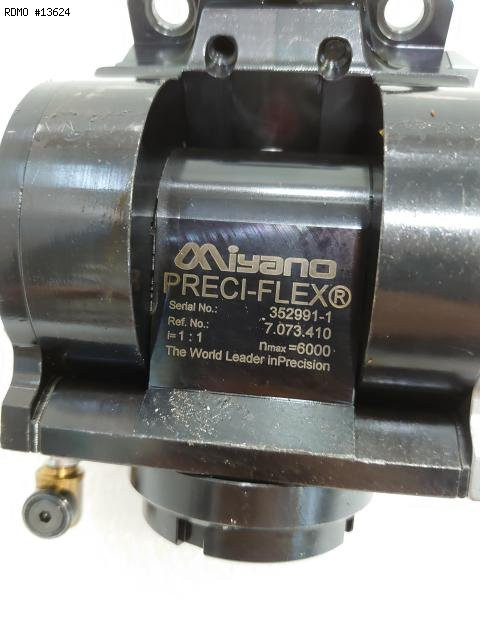 RDMO #13624
Miyano
PRECI-FLEX®
Serial No.: 352991-1
Ref. No.: 7.073.410
i= 1 : 1 nmax =6000
The World Leader inPrecision